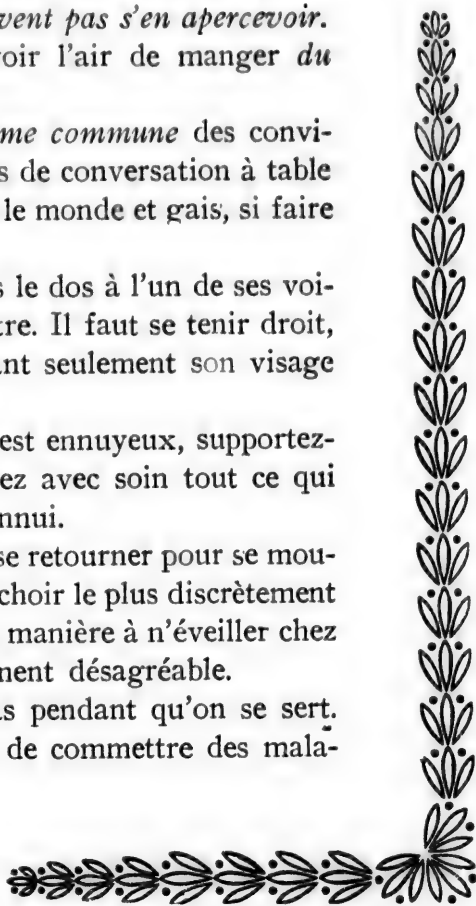 vent pas s'en apercevoir.
oir l'air de manger du
me commune des convi-
s de conversation à table
le monde et gais, si faire
s le dos à l'un de ses voi-
tre. Il faut se tenir droit,
nt seulement son visage
est ennuyeux, supportez-
ez avec soin tout ce qui
nnui.
se retourner pour se mou-
choir le plus discrètement
manière à n'éveiller chez
ment désagréable.
s pendant qu'on se sert.
de commettre des mala-